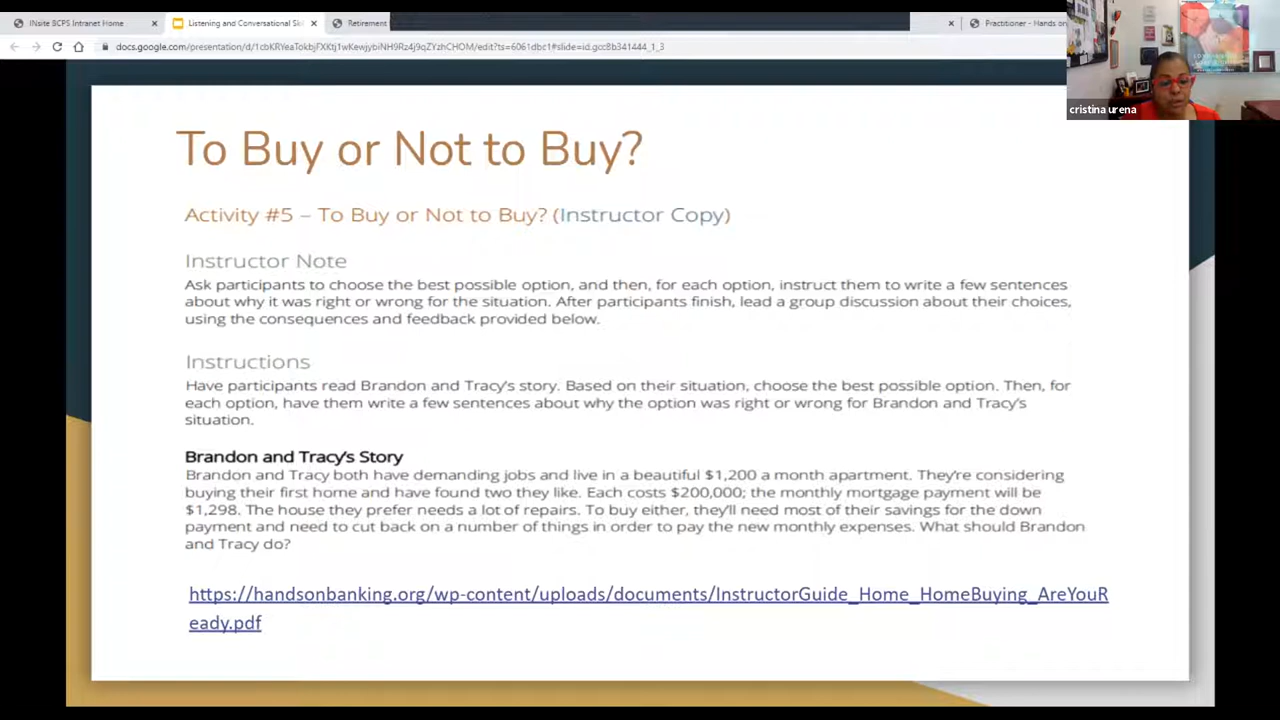 INsite BCPS Intranet Home
Listening and Conversational Ski
Retirement
Practitioner - Hands on
docs.google.com/presentation/d/1cbKRYeaTokbjFXKtj1wKewjybiNH9Rz4j9qZYzhCHOM/edit?ts=6061dbc1#slide=id.gcc8b341444_1_3
cristina urena
To Buy or Not to Buy?
Activity #5 – To Buy or Not to Buy? (Instructor Copy)
Instructor Note
Ask participants to choose the best possible option, and then, for each option, instruct them to write a few sentences
about why it was right or wrong for the situation. After participants finish, lead a group discussion about their choices,
using the consequences and feedback provided below.
Instructions
Have participants read Brandon and Tracy's story. Based on their situation, choose the best possible option. Then, for
each option, have them write a few sentences about why the option was right or wrong for Brandon and Tracy's
situation.
Brandon and Tracy's Story
Brandon and Tracy both have demanding jobs and live in a beautiful $1,200 a month apartment. They're considering
buying their first home and have found two they like. Each costs $200,000; the monthly mortgage payment will be
$1,298. The house they prefer needs a lot of repairs. To buy either, they'll need most of their savings for the down
payment and need to cut back on a number of things in order to pay the new monthly expenses. What should Brandon
and Tracy do?
https://handsonbanking.org/wp-content/uploads/documents/InstructorGuide_Home_HomeBuying_AreYouR
eady.pdf